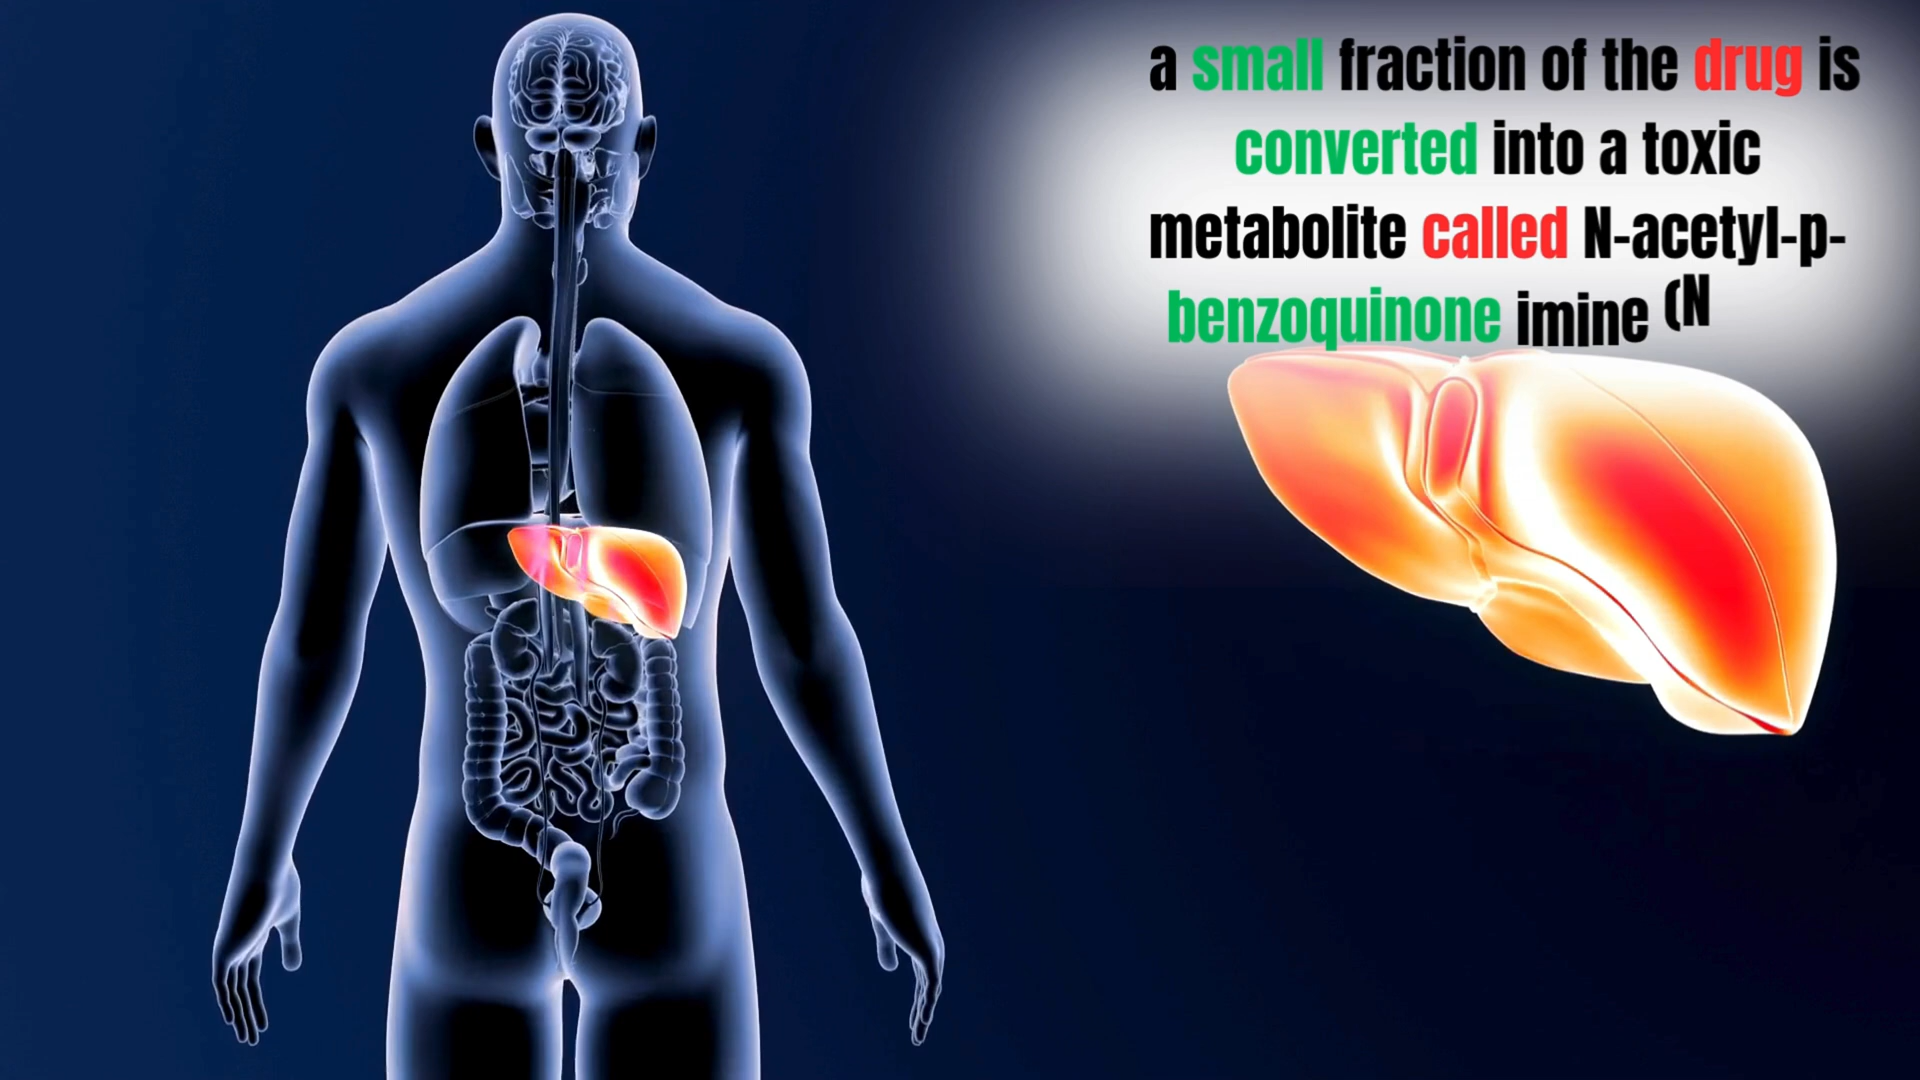 a small fraction of the drug is
converted into a toxic
metabolite called N-acetyl-p-
benzoquinone imine (N